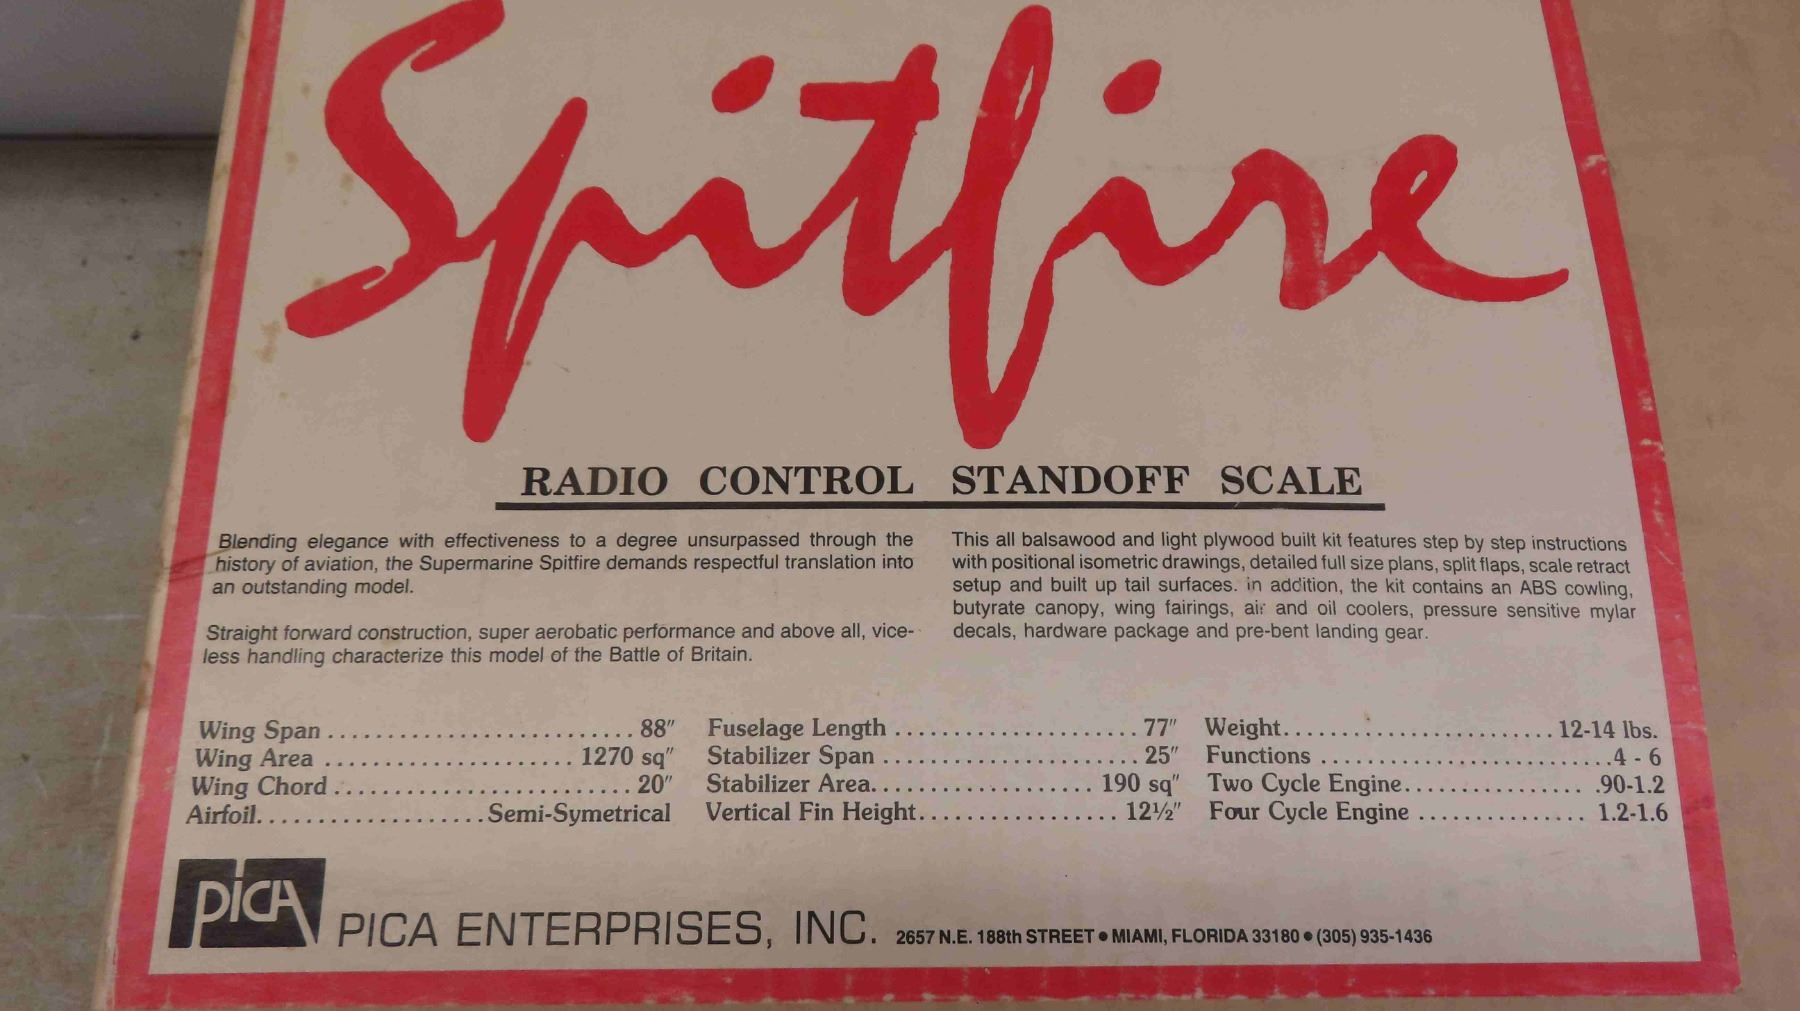 Spitfire
RADIO CONTROL STANDOFF SCALE
Blending elegance with effectiveness to a degree unsurpassed through the
history of aviation, the Supermarine Spitfire demands respectful translation into
an outstanding model.
Straight forward construction, super aerobatic performance and above all, vice-
less handling characterize this model of the Battle of Britain.
This all balsawood and light plywood built kit features step by step instructions
with positional isometric drawings, detailed full size plans, split flaps, scale retract
setup and built up tail surfaces. in addition, the kit contains an ABS cowling,
butyrate canopy, wing fairings, air and oil coolers, pressure sensitive mylar
decals, hardware package and pre-bent landing gear.
Wing Span ........................... 88"
Wing Area ...................... 1270 sq"
Wing Chord .......................... 20"
Airfoil.................... Semi-Symetrical
Fuselage Length ...................... 77"
Stabilizer Span ....................... 25"
Stabilizer Area.................... 190 sq"
Vertical Fin Height.................. 12½"
Weight........................ 12-14 lbs.
Functions .......................... 4 - 6
Two Cycle Engine................ .90-1.2
Four Cycle Engine ............... 1.2-1.6
PICA
PICA ENTERPRISES, INC. 2657 N.E. 188th STREET • MIAMI, FLORIDA 33180 • (305) 935-1436